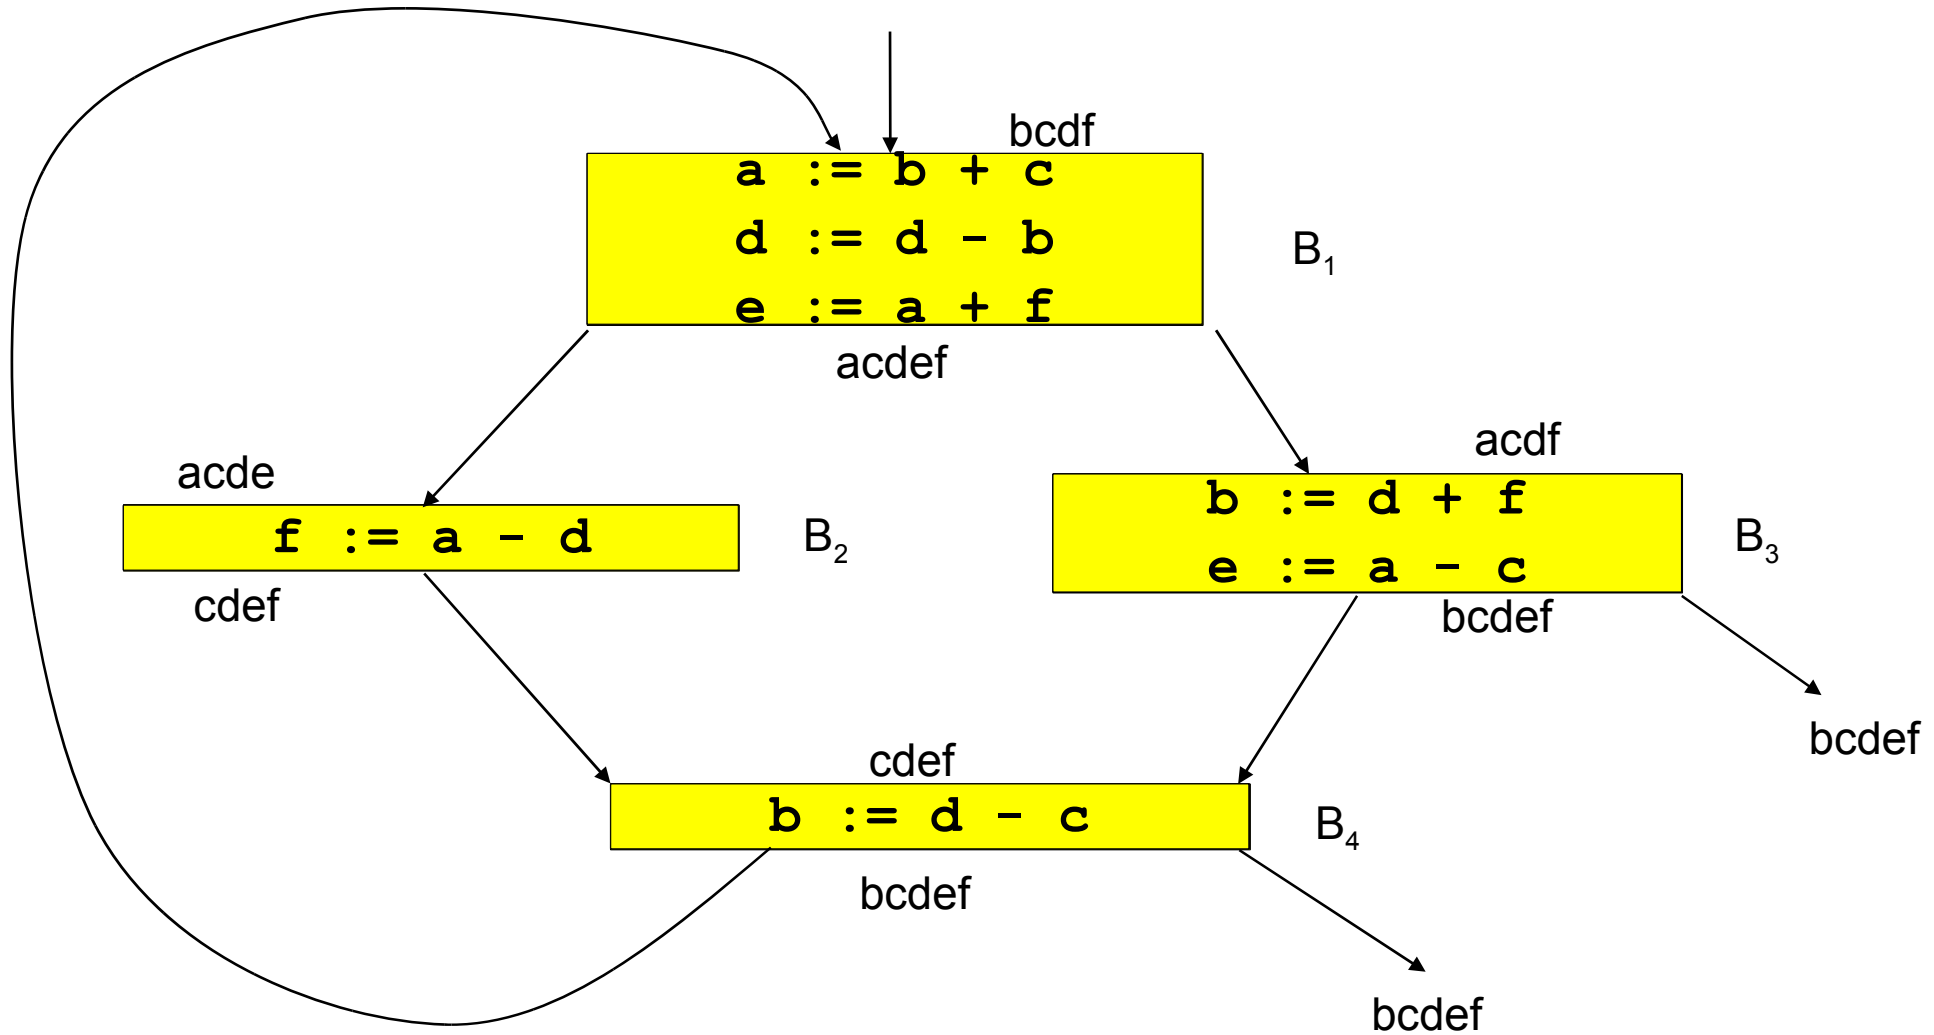 bcdf
a := b + c
d := d - b
e := a + f
B₁
acdef
acde
f := a - d
B₂
cdef
acdf
b := d + f
e := a - c
B₃
bcdef
bcdef
cdef
b := d - c
B₄
bcdef
bcdef